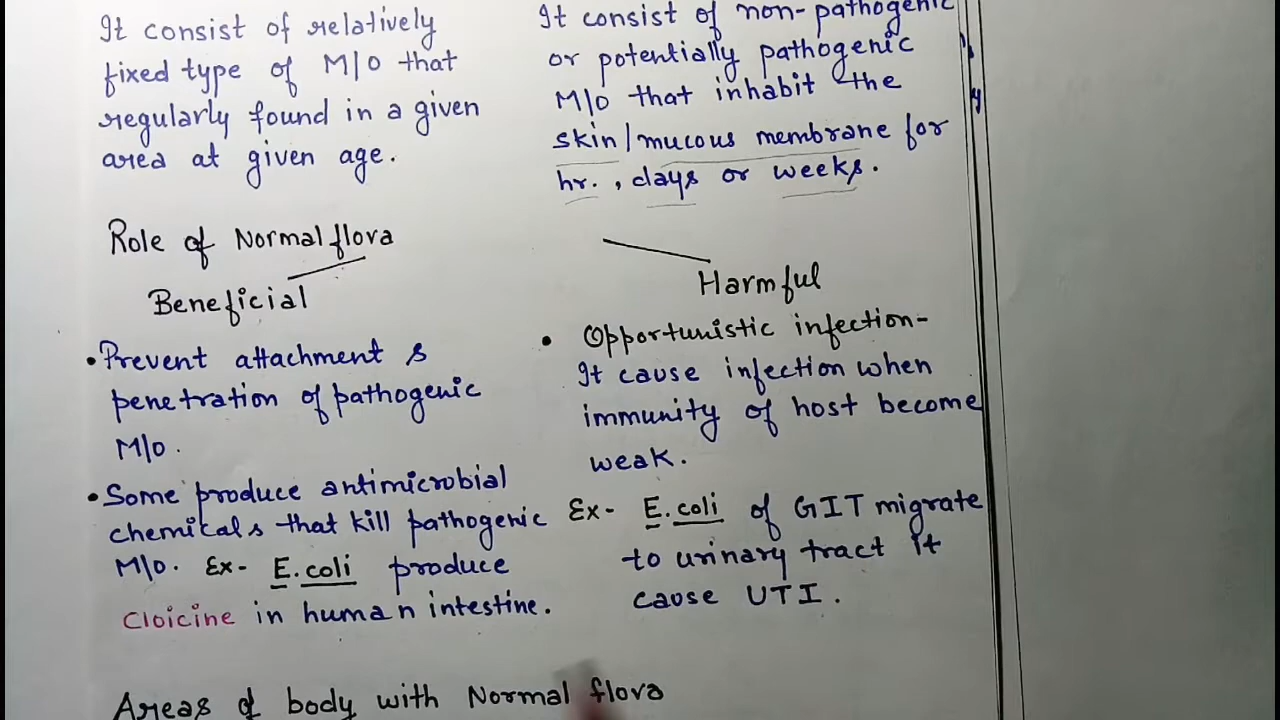 It consist of relatively
fixed type of M/O that
regularly found in a given
area at given age.
It consist of non-pathogenic
or potentially pathogenic
M/O that inhabit the
skin/mucous membrane for
hr., days or weeks.
Role of Normal flora
Beneficial
• Prevent attachment &
penetration of pathogenic
M/O.
• Some produce antimicrobial
chemicals that kill pathogenic
M/O. Ex- E.coli produce
Cloicine in human intestine.
Harmful
• Opportunistic infection-
It cause infection when
immunity of host become
weak.
Ex- E.coli of GIT migrate
to urinary tract it
cause UTI.
Areas of body with Normal flora